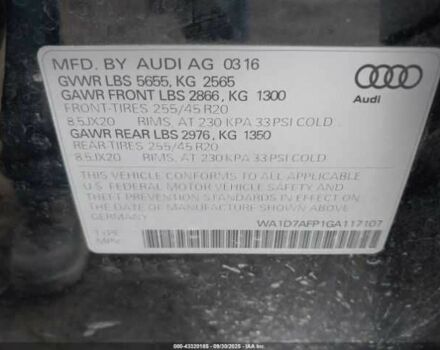 MFD. BY AUDI AG 0316
GVWR LBS 5655, KG 2565
GAWR FRONT LBS 2866, KG 1300
FRONT-TIRES 255/45 R20
8.5JX20 RIMS, AT 230 KPA 33 PSI COLD
GAWR REAR LBS 2976, KG 1350
REAR-TIRES 255/45 R20
8.5JX20 RIMS, AT 230 KPA 33 PSI COLD
Audi
THIS VEHICLE CONFORMS TO ALL APPLICABLE
U.S. FEDERAL MOTOR VEHICLE SAFETY, BUMPER AND
THEFT PREVENTION STANDARDS IN EFFECT ON THE DATE OF
MANUFACTURE SHOWN ABOVE.
WA1D7AFP1GA117107
TYPE
MPV
000-43320185 (09/30/2025) IAA Inc.